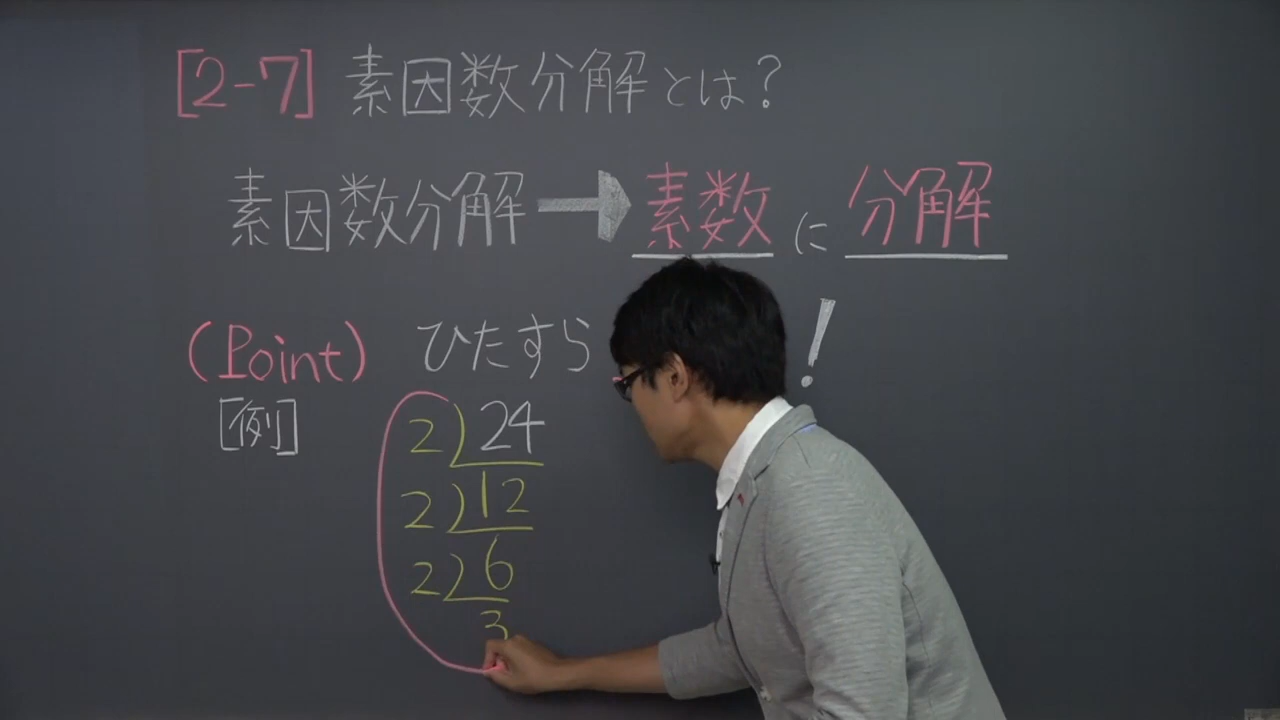 [2-7] 素因数分解とは?
素因数分解→素数に分解
(Point) ひたすら !
[例]
2)24
2)12
2)6
3